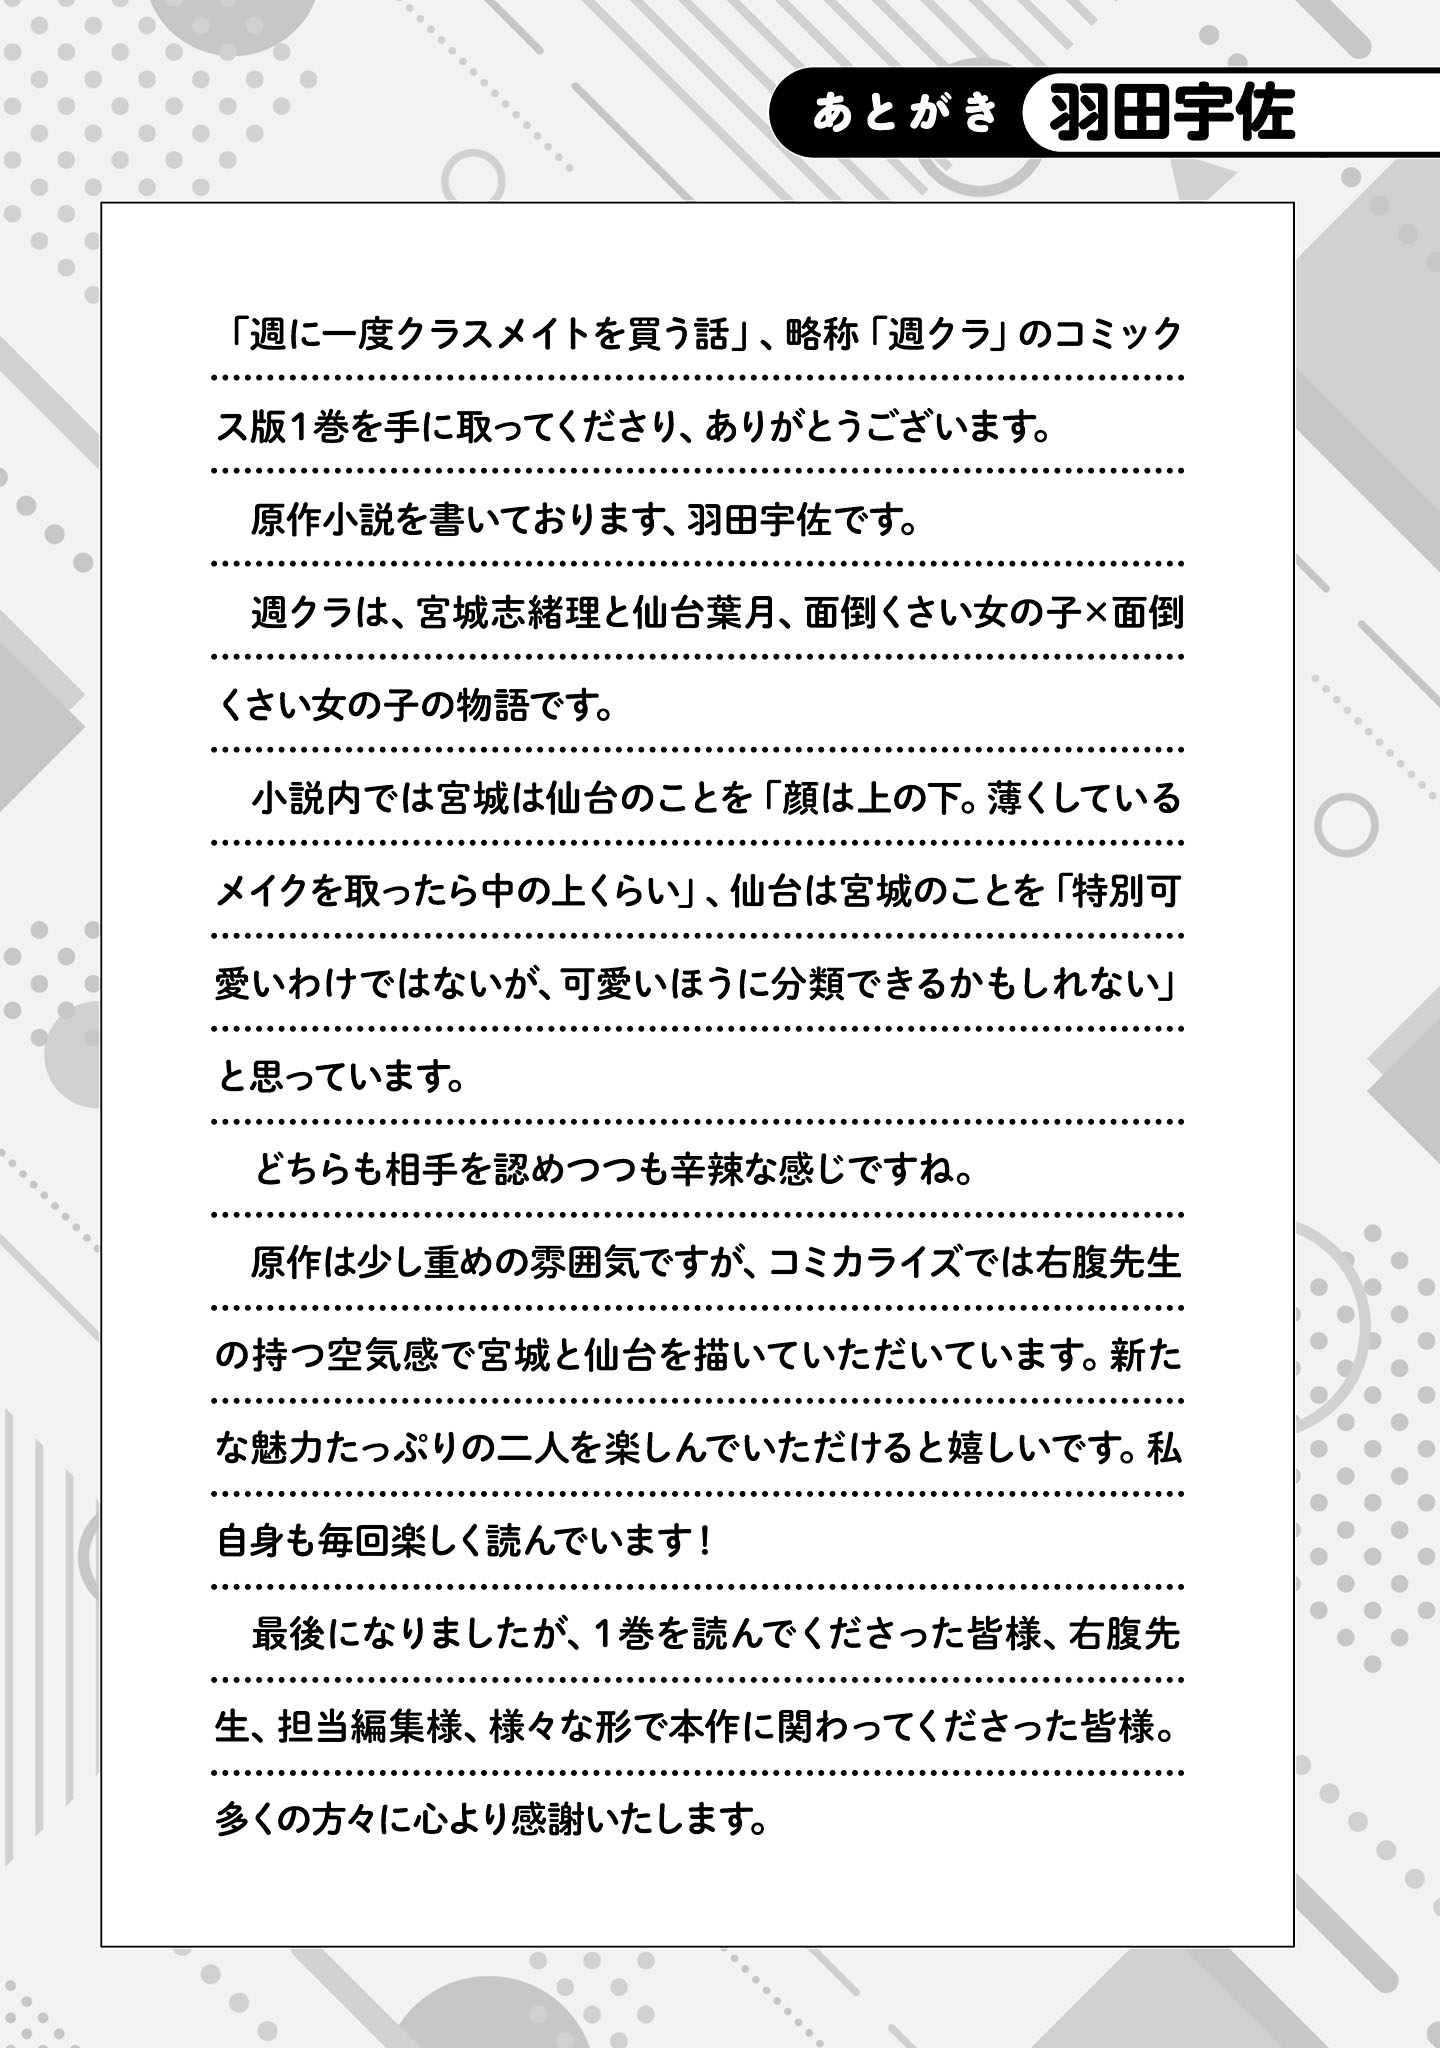 あとがき 羽田宇佐
「週に一度クラスメイトを買う話」、略称「週クラ」のコミック
ス版1巻を手に取ってくださり、ありがとうございます。
原作小説を書いております、羽田宇佐です。
週クラは、宮城志緒理と仙台葉月、面倒くさい女の子×面倒
くさい女の子の物語です。
小説内では宮城は仙台のことを「顔は上の下。薄くしている
メイクを取ったら中の上くらい」、仙台は宮城のことを「特別可
愛いわけではないが、可愛いほうに分類できるかもしれない」
と思っています。
どちらも相手を認めつつも辛辣な感じですね。
原作は少し重めの雰囲気ですが、コミカライズでは右腹先生
の持つ空気感で宮城と仙台を描いていただいています。新た
な魅力たっぷりの二人を楽しんでいただけると嬉しいです。私
自身も毎回楽しく読んでいます！
最後になりましたが、1巻を読んでくださった皆様、右腹先
生、担当編集様、様々な形で本作に関わってくださった皆様。
多くの方々に心より感謝いたします。